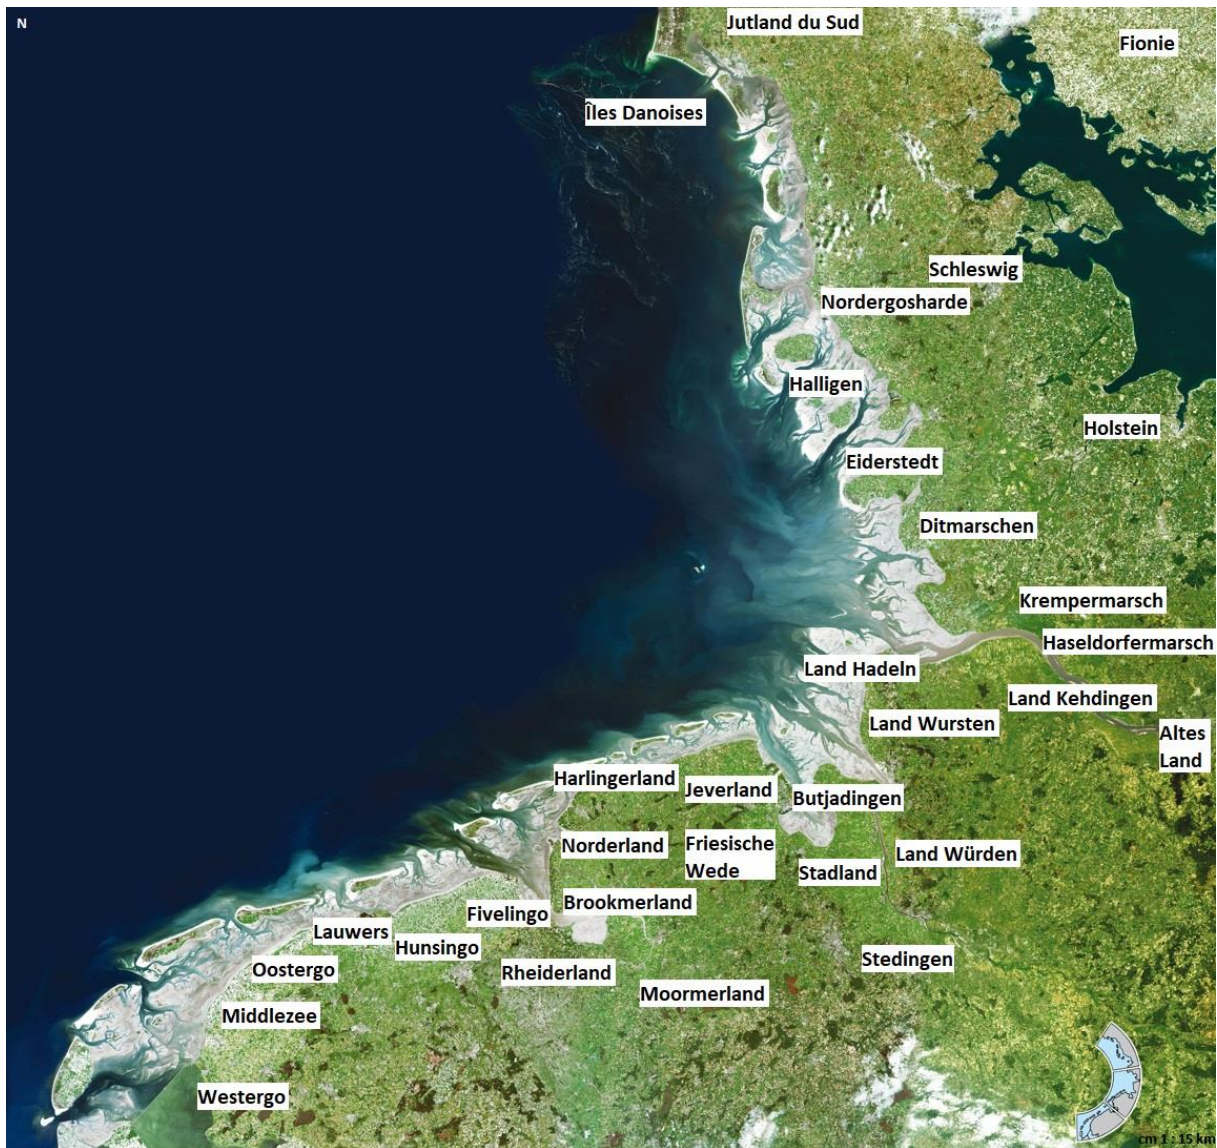 N
Jutland du Sud
Fionie
Îles Danoises
Schleswig
Nordergosharde
Halligen
Holstein
Eiderstedt
Ditmarschen
Krempermarsch
Haseldorfermarsch
Land Hadeln
Land Kehdingen
Land Wursten
Altes
Land
Harlingerland
Jeverland
Butjadingen
Norderland
Friesische
Wede
Land Würden
Stadland
Brookmerland
Fivelingo
Lauwers
Hunsingo
Stedingen
Oostergo
Rheiderland
Moormerland
Middlezee
Westergo
cm 1 : 15 km